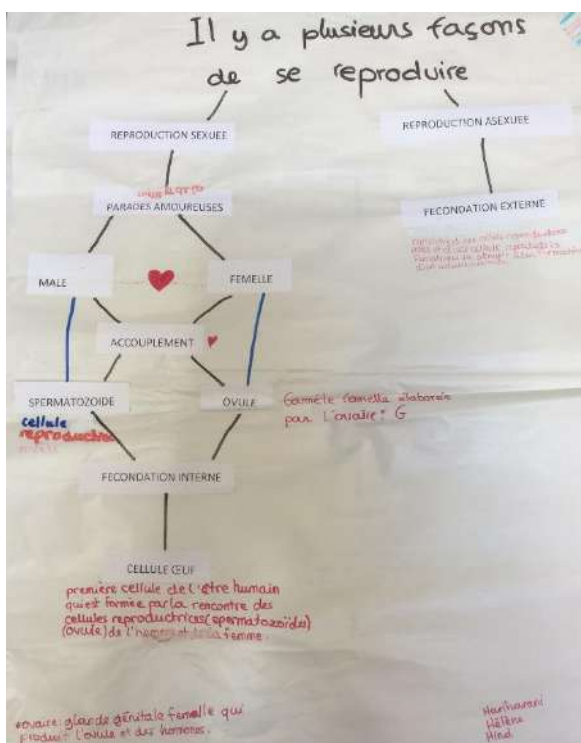 Il y a plusieurs façons
de se reproduire
REPRODUCTION SEXUEE
REPRODUCTION ASEXUEE
PARADES AMOUREUSES
FECONDATION EXTERNE
MALE
FEMELLE
ACCOUPLEMENT
SPERMATOZOIDE
OVULE
cellule
reproductrice
Gamète femelle élaborée
par l'ovaire: G
FECONDATION INTERNE
CELLULE ŒUF
première cellule de l'être humain
qui est formée par la rencontre des
cellules reproductrices (spermatozoïdes)
(ovule) de l'homme et de la femme.
ovaire: glande génitale femelle qui
produit l'ovule et des hormones.
Hariharani
Hélène
Hind